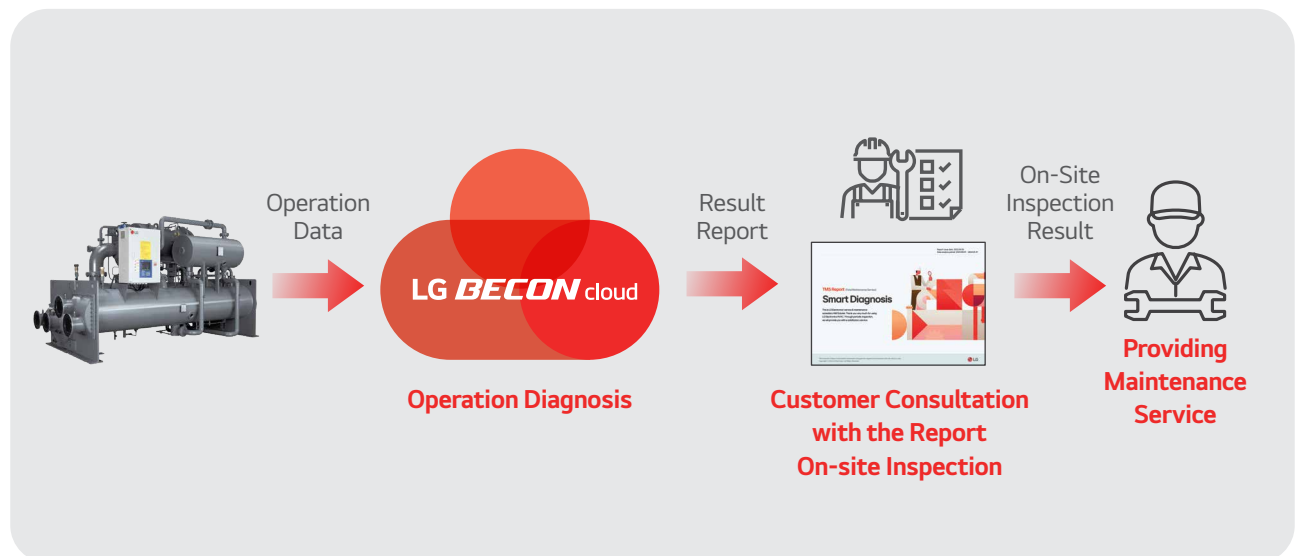 Operation
Data
LG BECON cloud
Operation Diagnosis
Result
Report
Smart Diagnosis
LG
Customer Consultation
with the Report
On-site Inspection
On-Site
Inspection
Result
Providing
Maintenance
Service